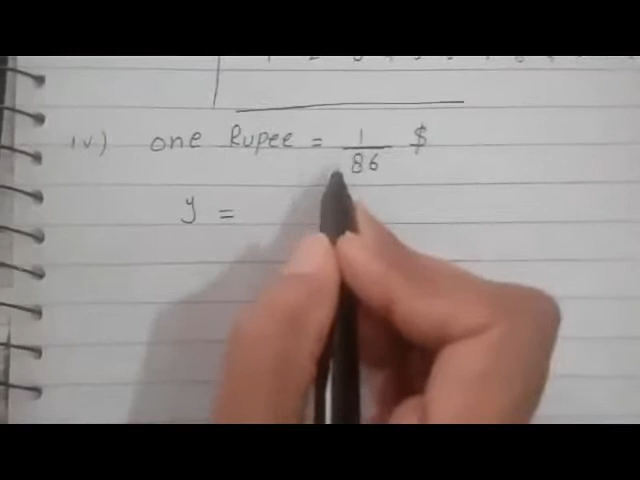 iv) one Rupee = 1/86 $
y =